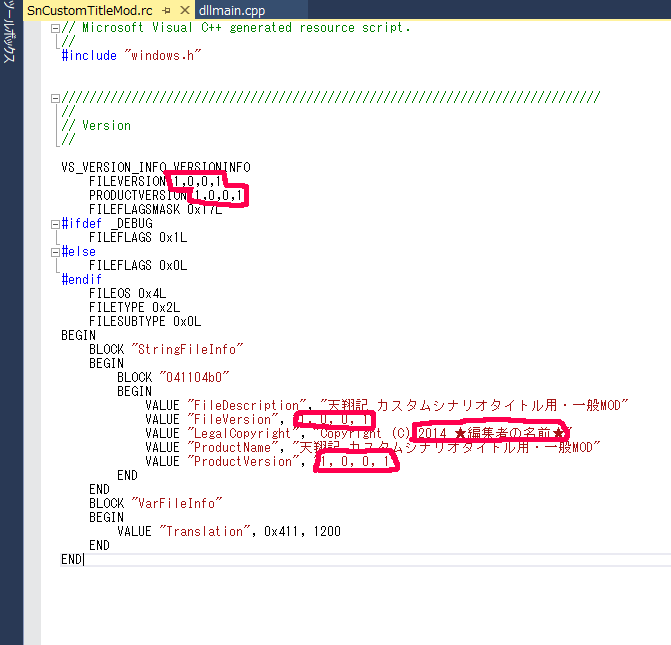 ツールボックス
SnCustomTitleMod.rc dllmain.cpp
// Microsoft Visual C++ generated resource script.
//
#include "windows.h"
/////////////////////////////////////////////////////////////////////////////
//
// Version
//
VS_VERSION_INFO VERSIONINFO
FILEVERSION 1,0,0,1
PRODUCTVERSION 1,0,0,1
FILEFLAGSMASK 0x17L
#ifdef _DEBUG
FILEFLAGS 0x1L
#else
FILEFLAGS 0x0L
#endif
FILEOS 0x4L
FILETYPE 0x2L
FILESUBTYPE 0x0L
BEGIN
BLOCK "StringFileInfo"
BEGIN
BLOCK "041104b0"
BEGIN
VALUE "FileDescription", "天翔記 カスタムシナリオタイトル用・一般MOD"
VALUE "FileVersion", 1, 0, 0, 1
VALUE "LegalCopyright", "Copyright (C) 2014 ★編集者の名前★"
VALUE "ProductName", "天翔記 カスタムシナリオタイトル用・一般MOD"
VALUE "ProductVersion", 1, 0, 0, 1
END
END
BLOCK "VarFileInfo"
BEGIN
VALUE "Translation", 0x411, 1200
END
END